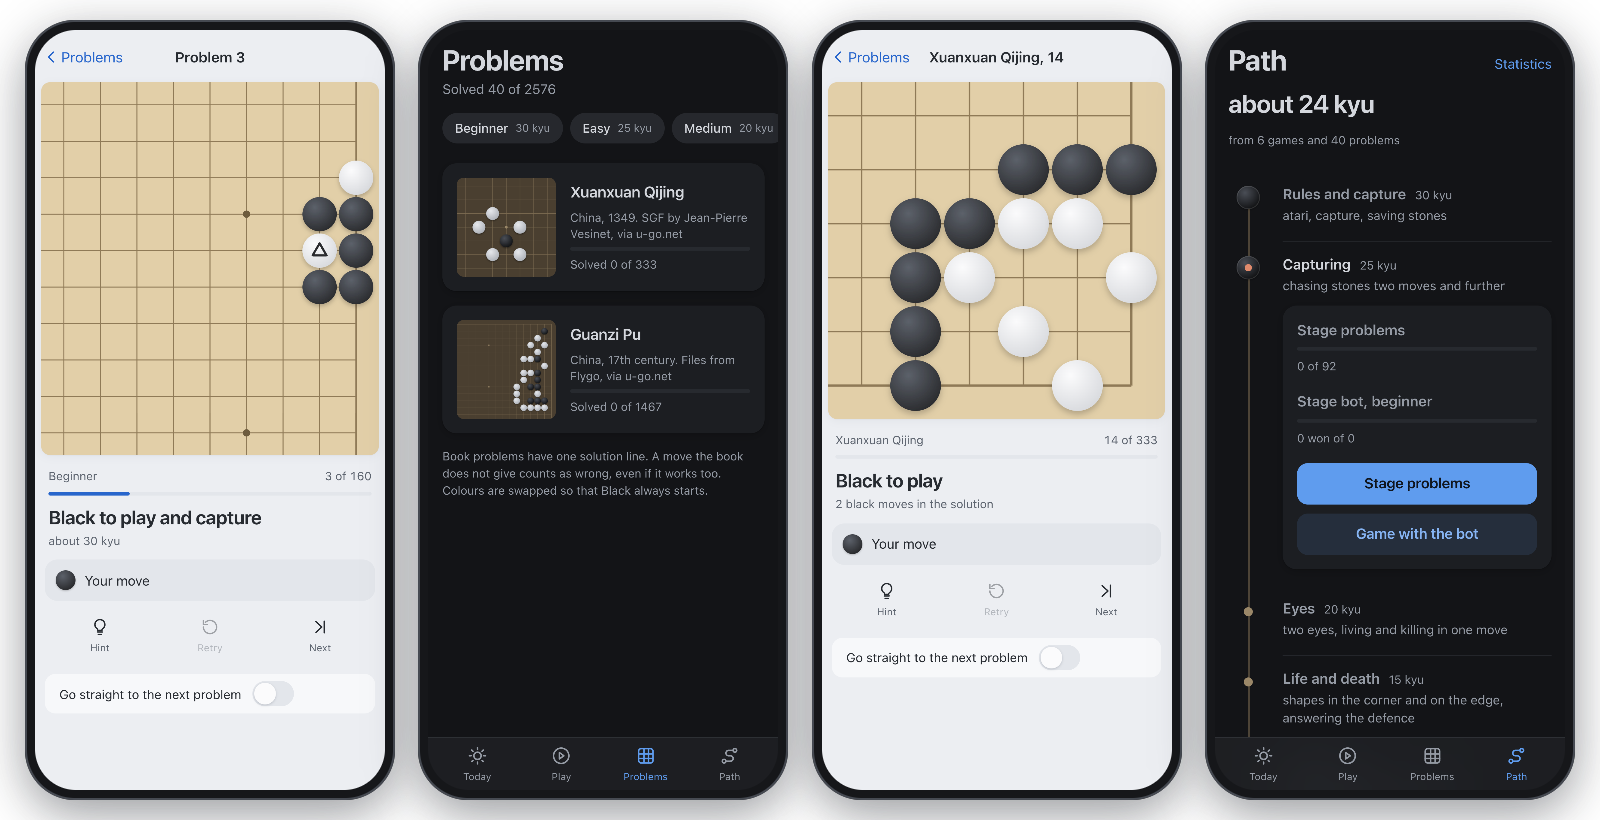 Problems
Problem 3
Beginner
3 of 160
Black to play and capture
about 30 kyu
Your move
Hint
Retry
Next
Go straight to the next problem
Problems
Solved 40 of 2576
Beginner 30 kyu
Easy 25 kyu
Medium 20 kyu
Xuanxuan Qijing
China, 1349. SGF by Jean-Pierre
Vesinet, via u-go.net
Solved 0 of 333
Guanzi Pu
China, 17th century. Files from
Flygo, via u-go.net
Solved 0 of 1467
Book problems have one solution line. A move the book
does not give counts as wrong, even if it works too.
Colours are swapped so that Black always starts.
Today
Play
Problems
Path
Problems
Xuanxuan Qijing, 14
Xuanxuan Qijing
14 of 333
Black to play
2 black moves in the solution
Your move
Hint
Retry
Next
Go straight to the next problem
Path
Statistics
about 24 kyu
from 6 games and 40 problems
Rules and capture 30 kyu
atari, capture, saving stones
Capturing 25 kyu
chasing stones two moves and further
Stage problems
0 of 92
Stage bot, beginner
0 won of 0
Stage problems
Game with the bot
Eyes 20 kyu
two eyes, living and killing in one move
Life and death 15 kyu
shapes in the corner and on the edge,
answering the defence
Today
Play
Problems
Path